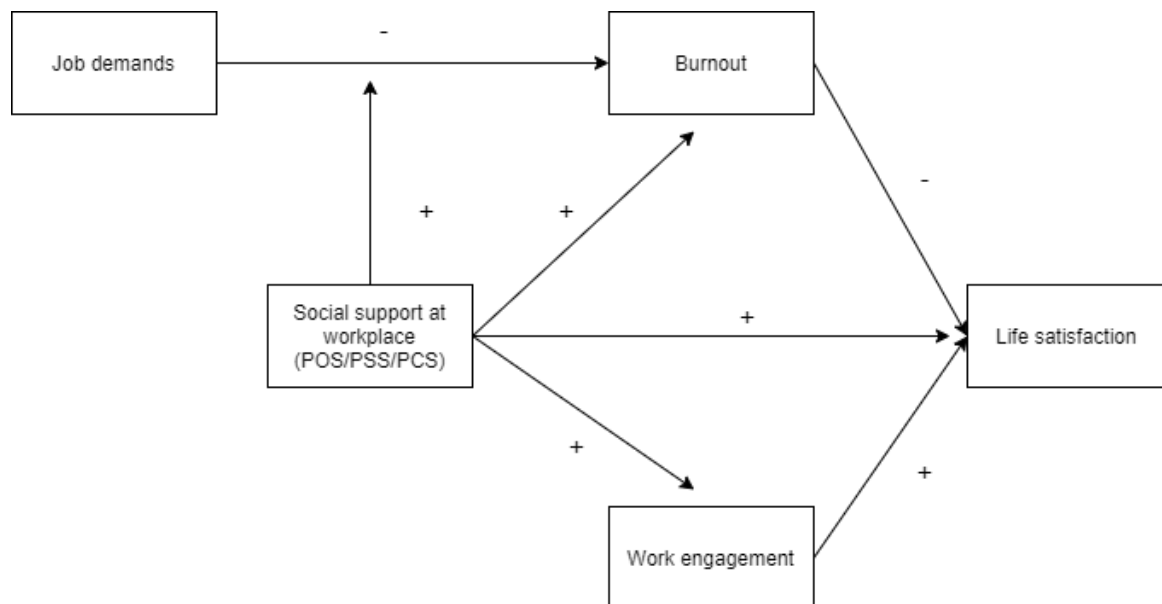 -
Job demands
Burnout
-
+
+
Social support at
workplace
(POS/PSS/PCS)
+
Life satisfaction
+
+
Work engagement